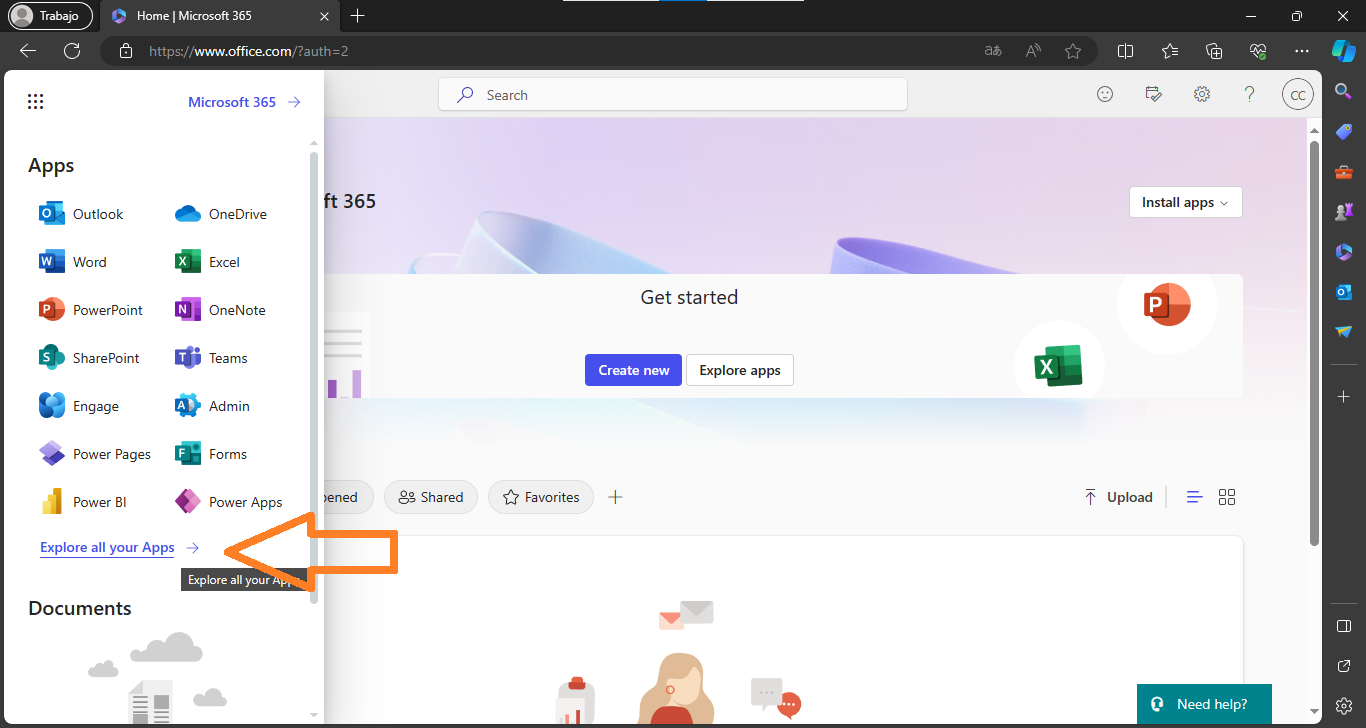 Trabajo
Home | Microsoft 365
https://www.office.com/?auth=2
Microsoft 365
Search
CC
Apps
Outlook
OneDrive
Word
Excel
PowerPoint
OneNote
SharePoint
Teams
Engage
Admin
Power Pages
Forms
Power BI
Power Apps
Explore all your Apps
Explore all your Apps
Documents
ft 365
Install apps
Get started
Create new
Explore apps
pened
Shared
Favorites
Upload
Need help?